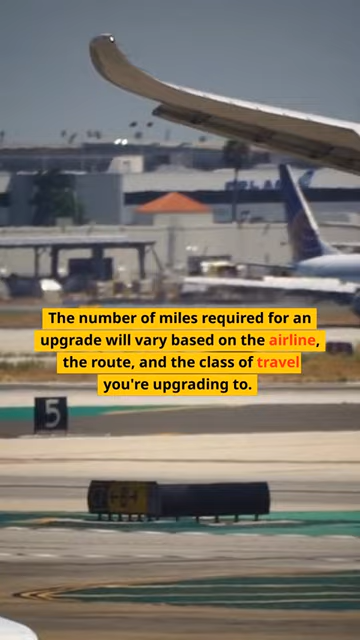 The number of miles required for an
upgrade will vary based on the airline,
the route, and the class of travel
you're upgrading to.
5